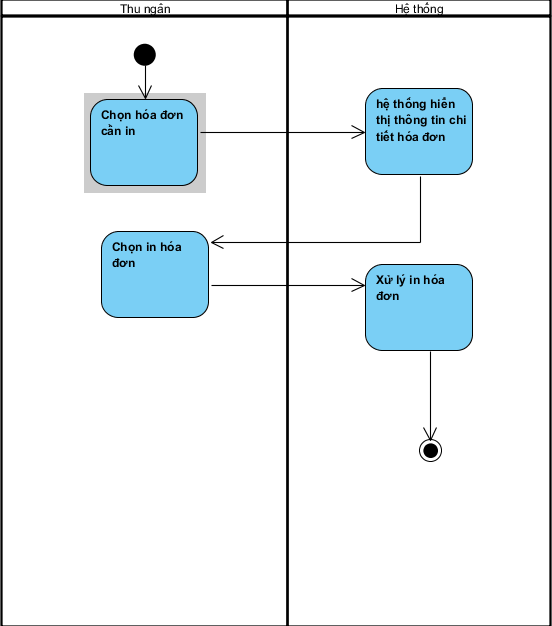 Thu ngân
Hệ thống
Chọn hóa đơn
cần in
hệ thống hiển
thị thông tin chi
tiết hóa đơn
Chọn in hóa
đơn
Xử lý in hóa
đơn